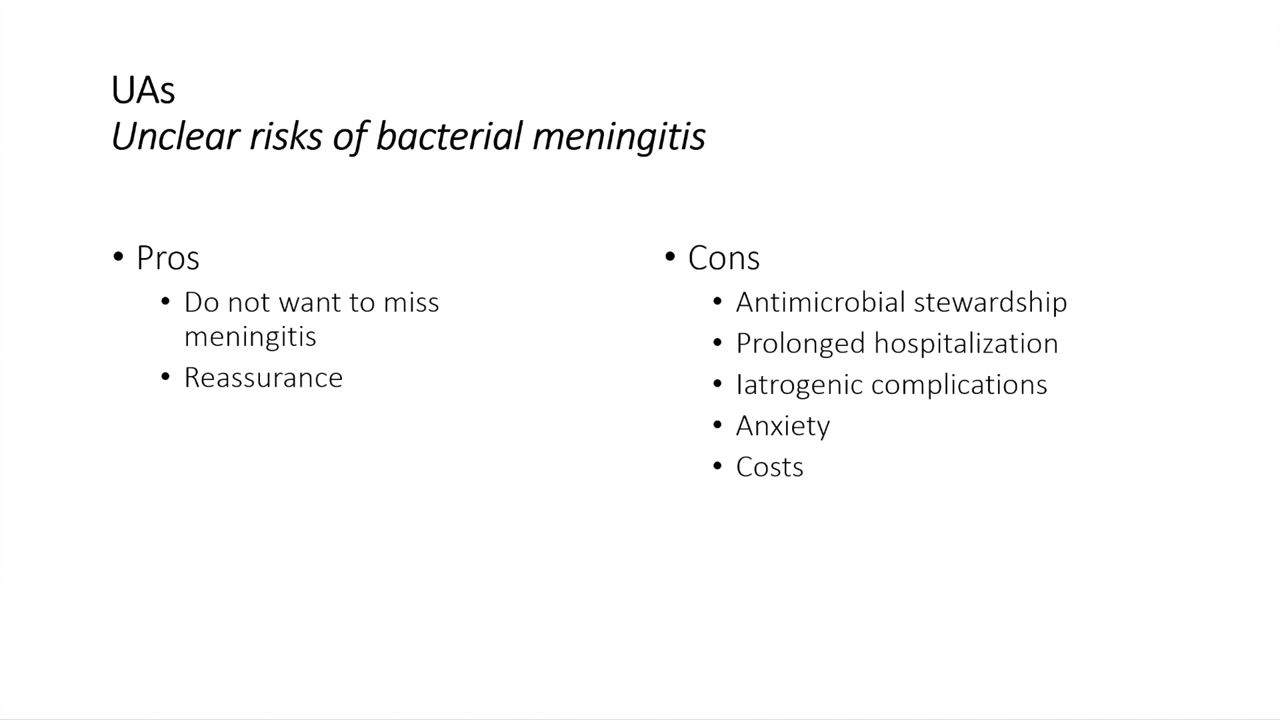 UAs
Unclear risks of bacterial meningitis
• Pros
• Do not want to miss
meningitis
• Reassurance
• Cons
• Antimicrobial stewardship
• Prolonged hospitalization
• Iatrogenic complications
• Anxiety
• Costs